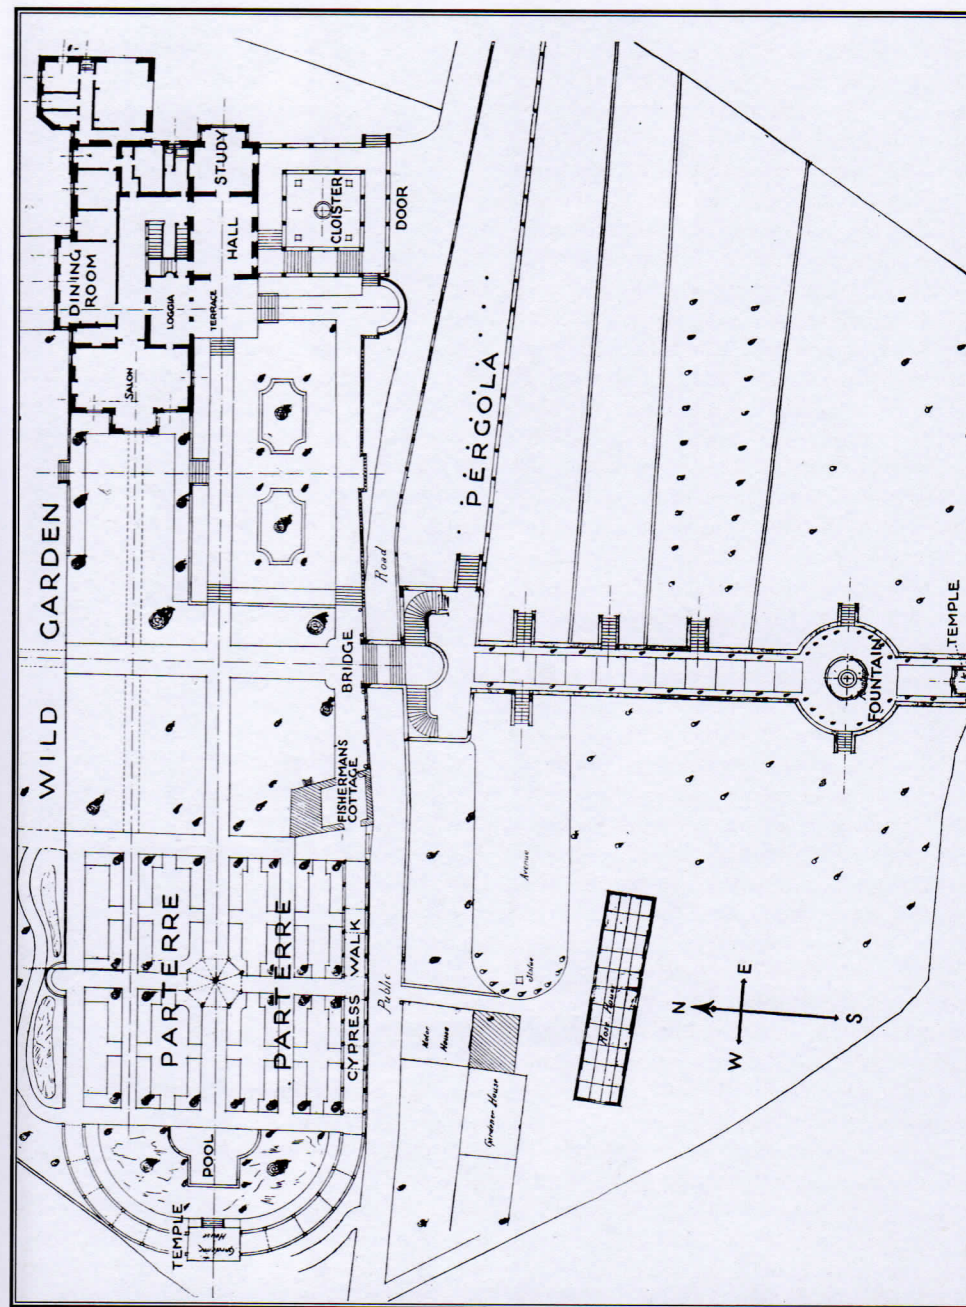 WILD GARDEN
DINING
ROOM
SALON
LOGGIA
TERRACE
HALL
STUDY
CLOISTER
DOOR
PERGOLA
Road
BRIDGE
FISHERMANS
COTTAGE
PARTERRE
PARTERRE
CYPRESS WALK
Public
POOL
TEMPLE
House
Avenue
House
Gardener House
N
W
E
S
FOUNTAIN
TEMPLE